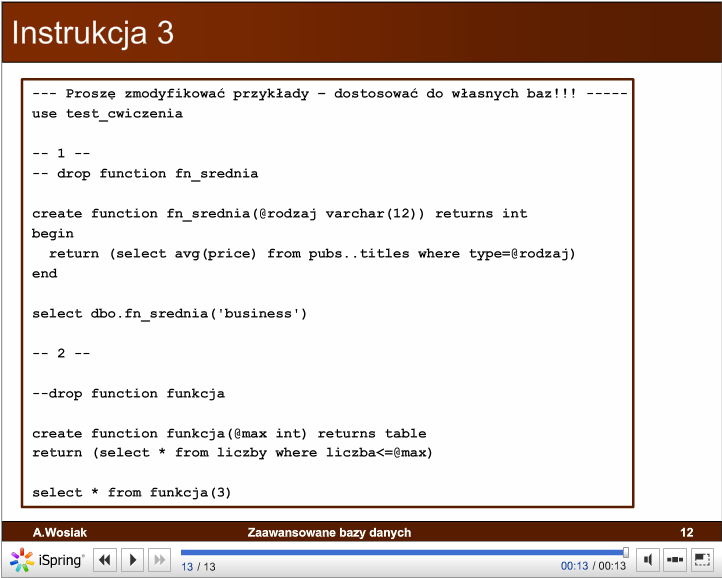 Instrukcja 3
--- Proszę zmodyfikować przykłady – dostosować do własnych baz!!! -----
use test_cwiczenia
-- 1 --
-- drop function fn_srednia
create function fn_srednia(@rodzaj varchar(12)) returns int
begin
return (select avg(price) from pubs..titles where type=@rodzaj)
end
select dbo.fn_srednia('business')
-- 2 --
--drop function funkcja
create function funkcja(@max int) returns table
return (select * from liczby where liczba<=@max)
select * from funkcja(3)
A.Wosiak Zaawansowane bazy danych 12
iSpring® 13 / 13 00:13 / 00:13